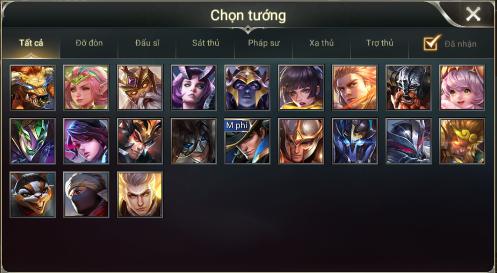 Chọn tướng
Tất cả Đỡ đòn Đấu sĩ Sát thủ Pháp sư Xạ thủ Trợ thủ Đã nhận
M.phí